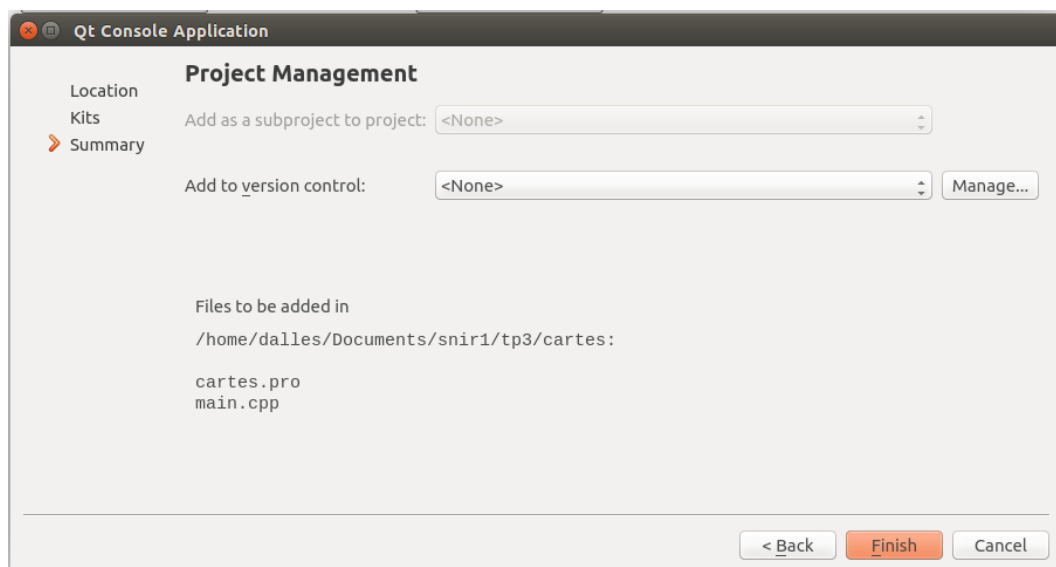 Qt Console Application
Location
Kits
Summary
Project Management
Add as a subproject to project: <None>
Add to version control: <None> Manage...
Files to be added in
/home/dalles/Documents/snir1/tp3/cartes:
cartes.pro
main.cpp
< Back Finish Cancel